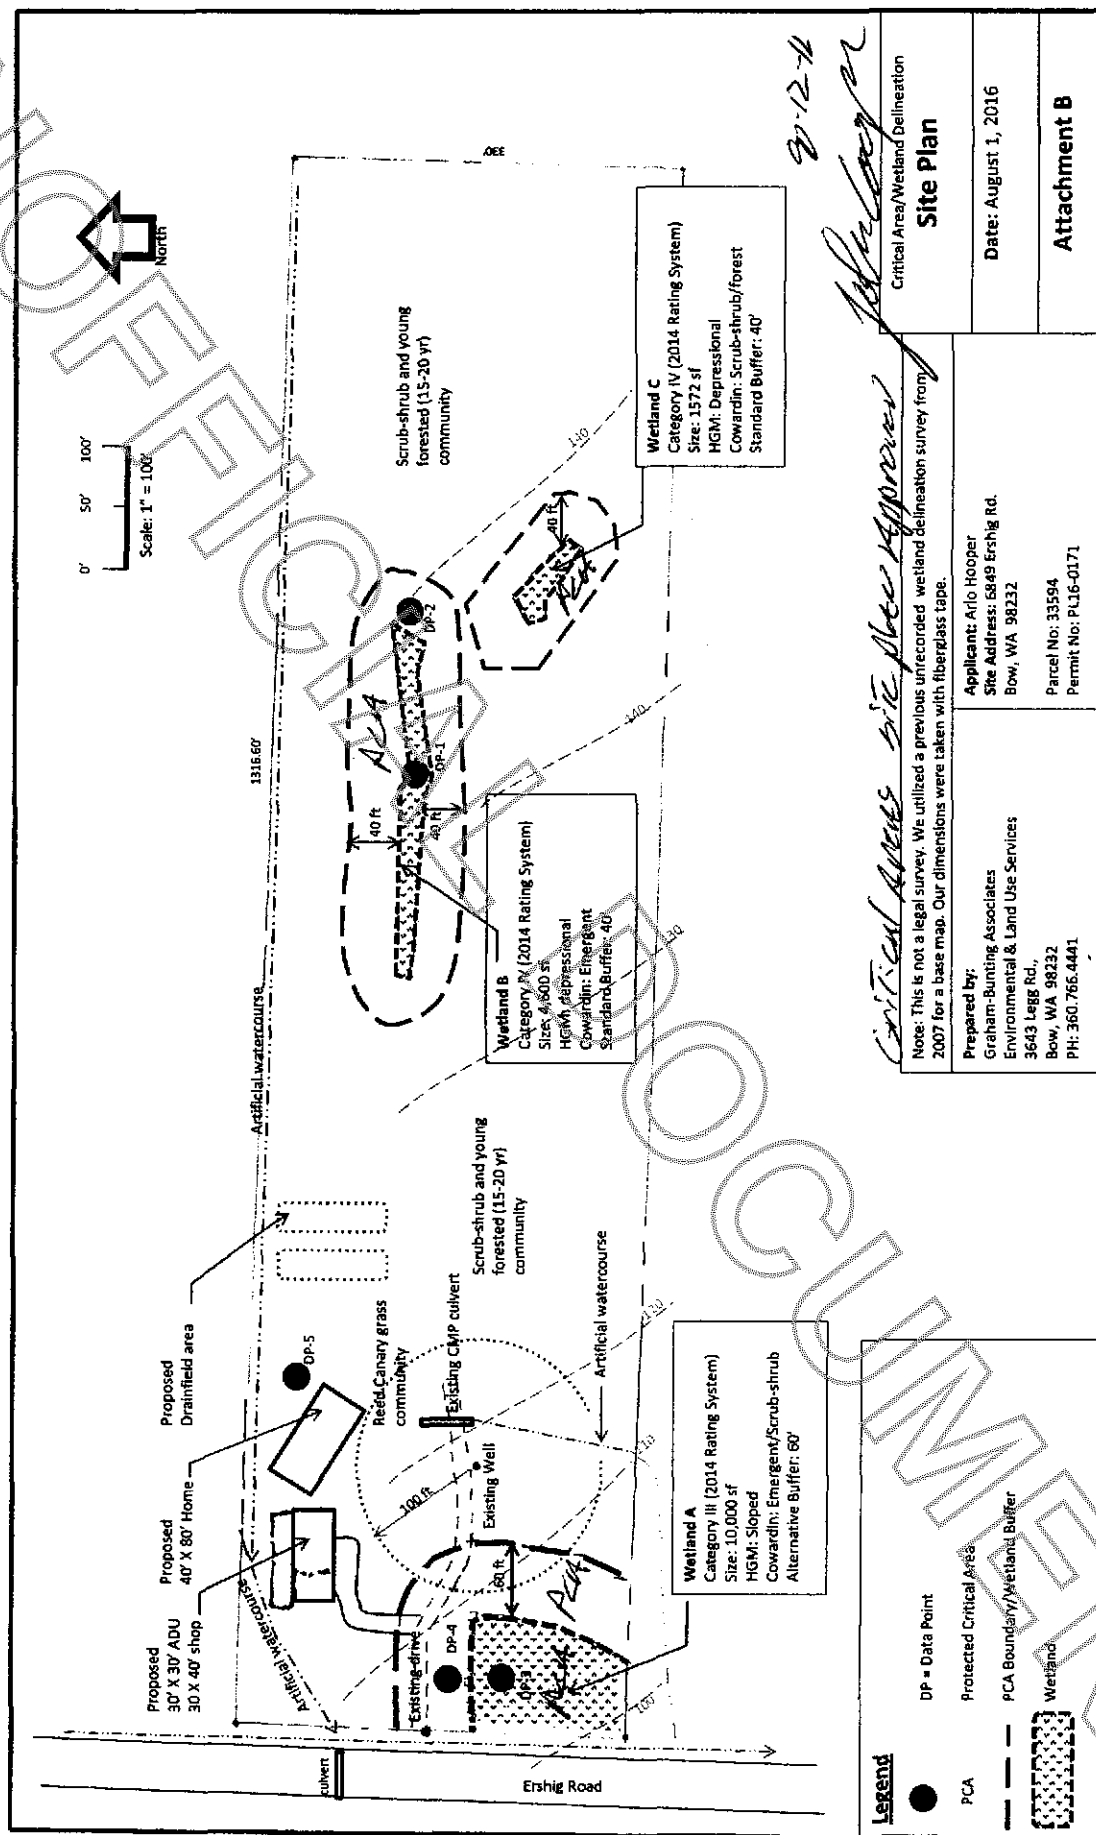 UNOFFICIAL DOCUMENT
North
0' 50' 100'
Scale: 1" = 100'
1316.60'
330'
Artificial watercourse
Proposed
Drainfield area
Proposed
40' X 80' Home
Proposed
30' X 30' ADU
30 X 40' shop
Artificial watercourse
DP-5
Reed Canary grass
community
Existing CMP culvert
Scrub-shrub and young
forested (15-20 yr)
community
Artificial watercourse
100 ft
Existing Well
Existing drive
60 ft
DP-4
DP-3
PCA
PCA
100
110
120
130
140
140
culvert
Ershig Road
40 ft
40 ft
PCA
DP-1
DP-2
Scrub-shrub and young
forested (15-20 yr)
community
40 ft
PCA
Wetland A
Category III (2014 Rating System)
Size: 10,000 sf
HGM: Sloped
Cowardin: Emergent/Scrub-shrub
Alternative Buffer: 60'
Wetland B
Category IV (2014 Rating System)
Size: 4,600 sf
HGM: depressional
Cowardin: Emergent
Standard Buffer: 40'
Wetland C
Category IV (2014 Rating System)
Size: 1572 sf
HGM: Depressional
Cowardin: Scrub-shrub/forest
Standard Buffer: 40'
Legend
DP = Data Point
PCA Protected Critical Area
PCA Boundary/Wetland Buffer
Wetland
Critical Areas site plan Approved
Note: This is not a legal survey. We utilized a previous unrecorded wetland delineation survey from
2007 for a base map. Our dimensions were taken with fiberglass tape.
Prepared by:
Graham-Bunting Associates
Environmental & Land Use Services
3643 Legg Rd.,
Bow, WA 98232
PH: 360.766.4441
Applicant: Arlo Hooper
Site Address: 6849 Ershig Rd.
Bow, WA 98232
Parcel No: 33594
Permit No: PL16-0171
Critical Area/Wetland Delineation
Site Plan
Date: August 1, 2016
Attachment B